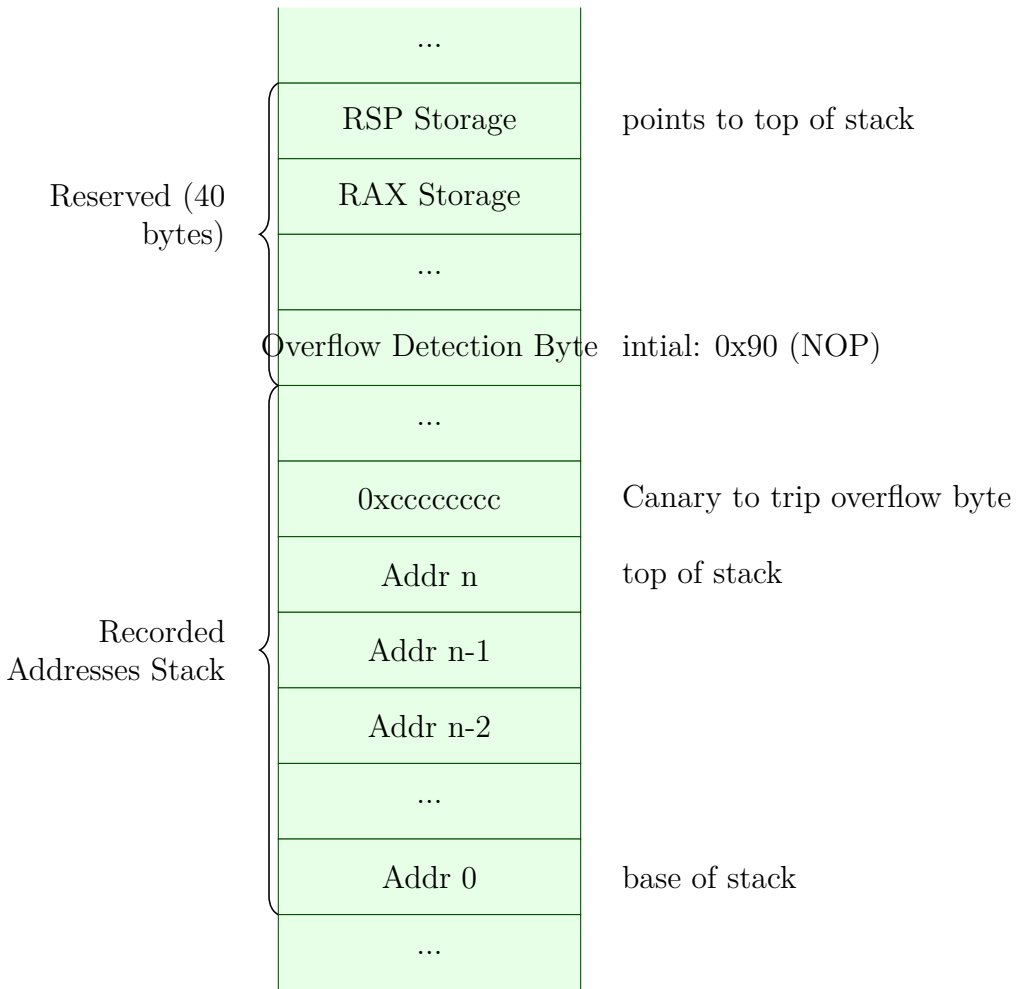 ...
RSP Storage
points to top of stack
Reserved (40
bytes)
RAX Storage
...
Overflow Detection Byte
intial: 0x90 (NOP)
...
0xcccccccc
Canary to trip overflow byte
Addr n
top of stack
Recorded
Addresses Stack
Addr n-1
Addr n-2
...
Addr 0
base of stack
...